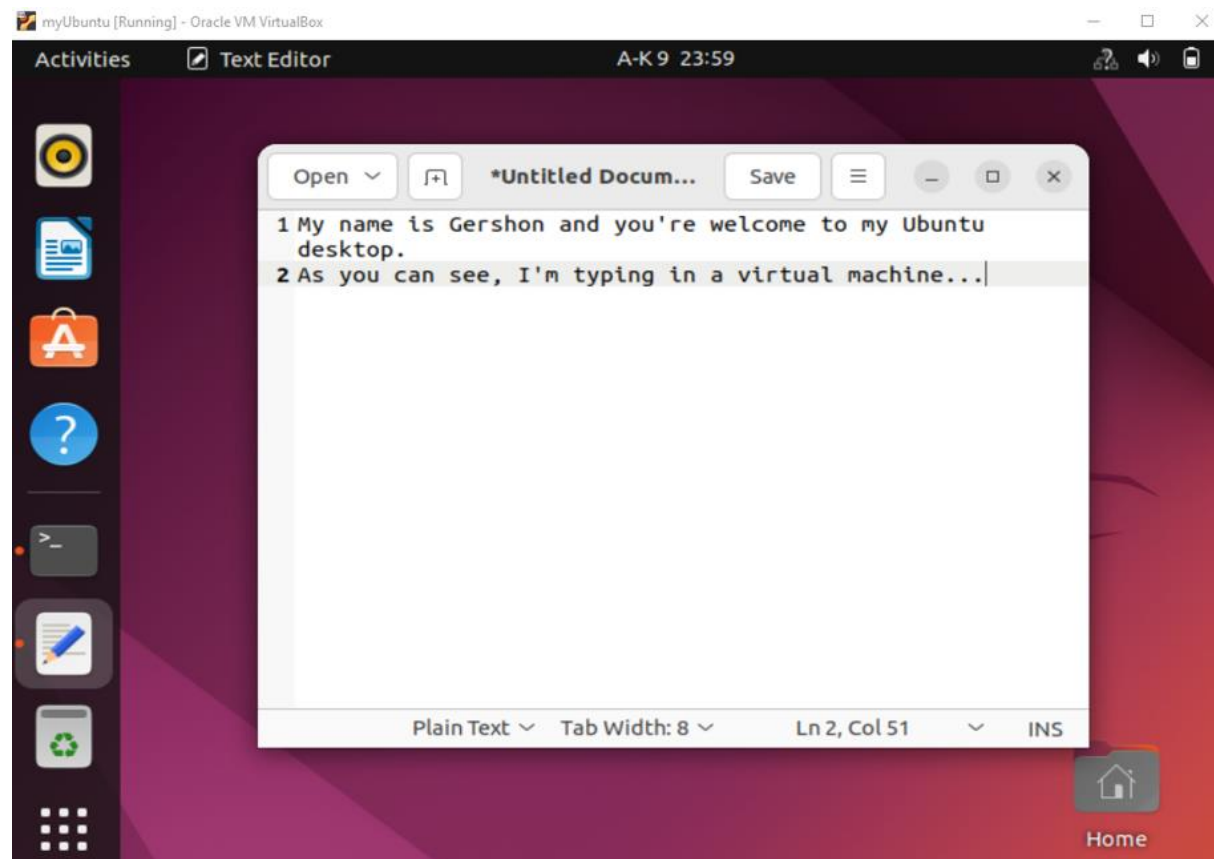 myUbuntu [Running] - Oracle VM VirtualBox
Activities Text Editor A-K 9 23:59
Open *Untitled Docum... Save
1 My name is Gershon and you're welcome to my Ubuntu
desktop.
2 As you can see, I'm typing in a virtual machine...
Plain Text Tab Width: 8 Ln 2, Col 51 INS
Home